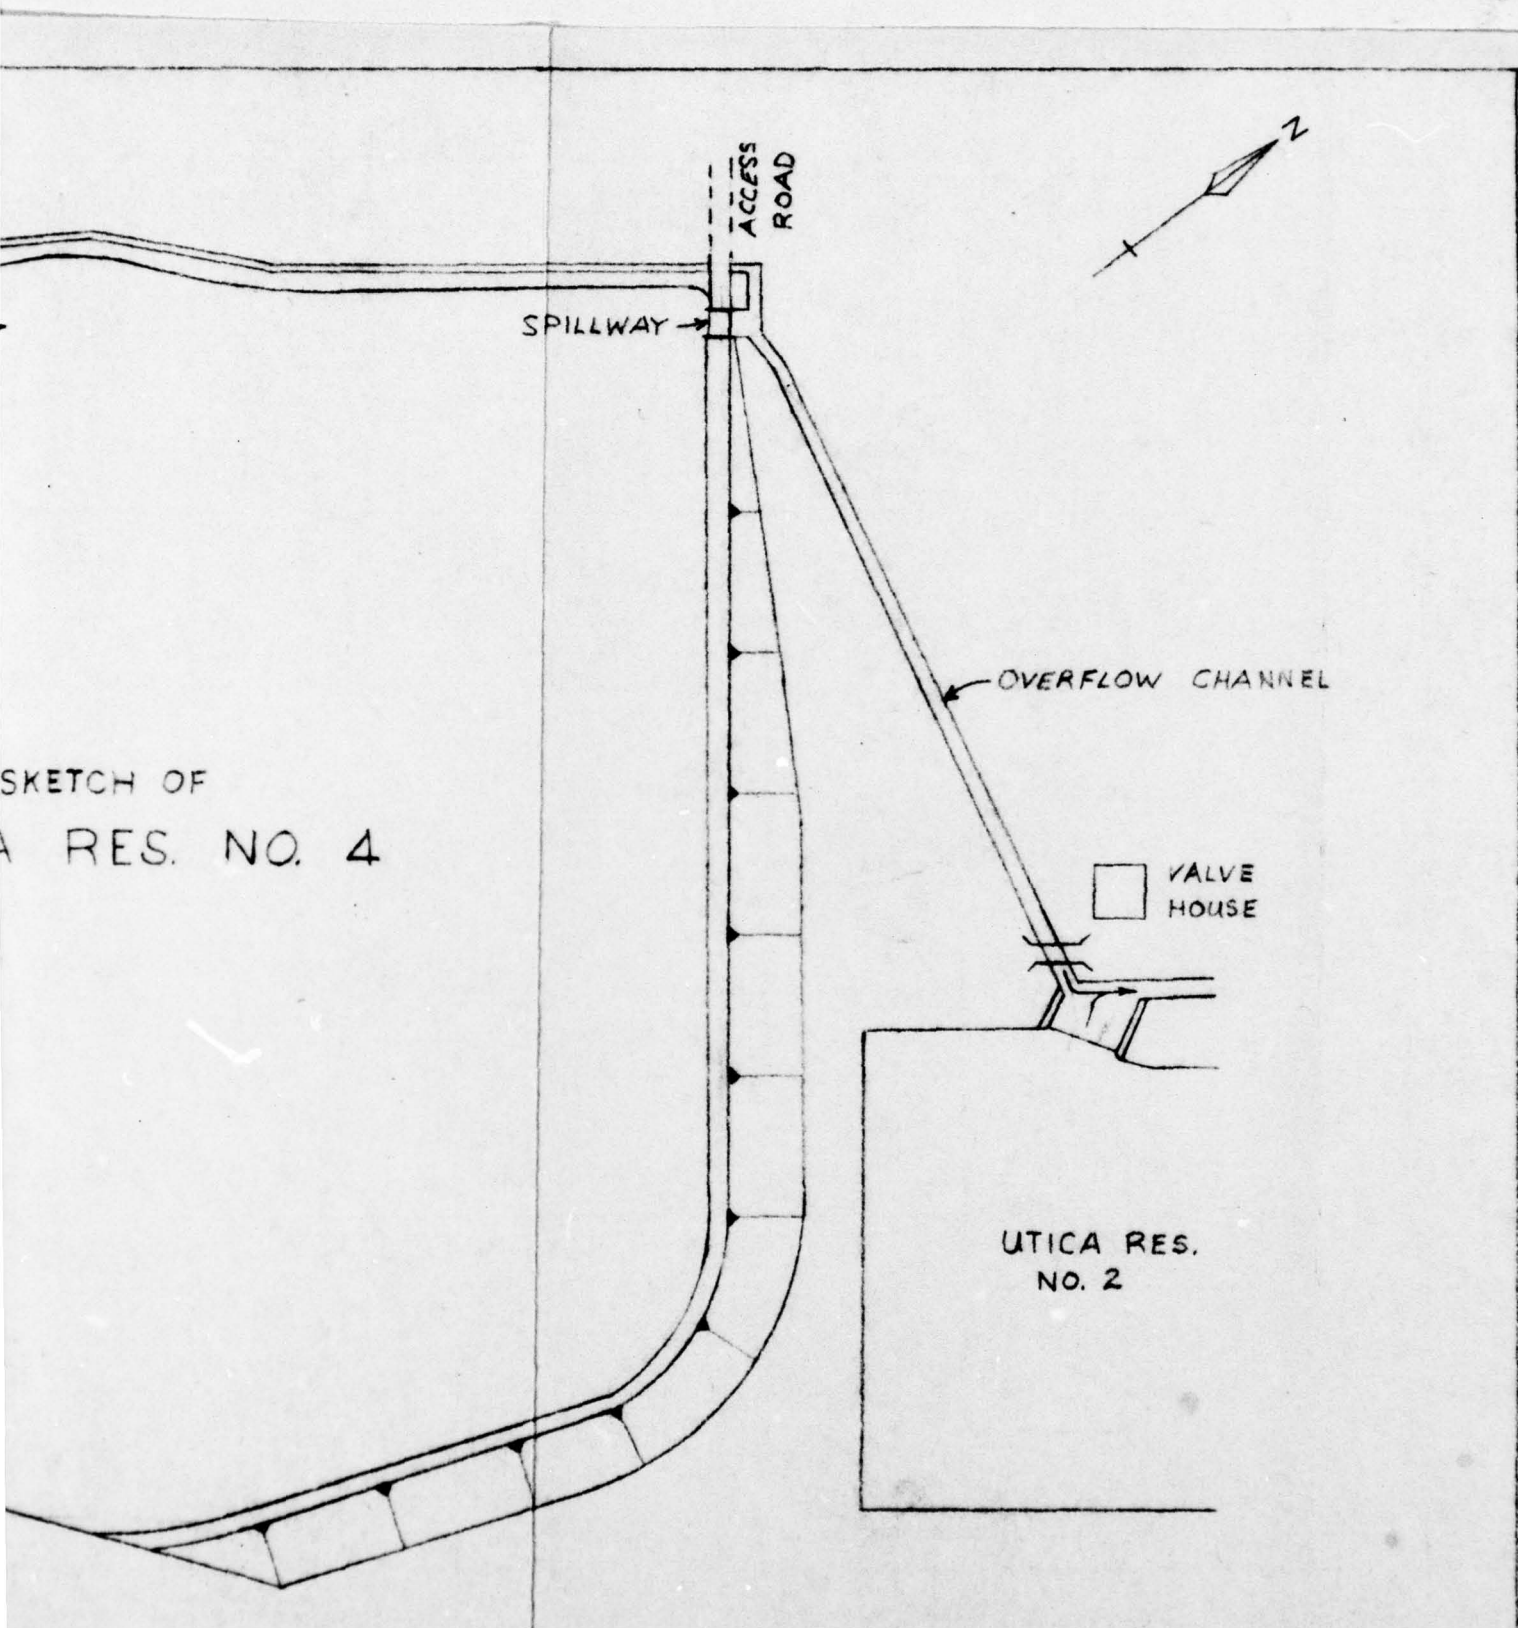 N
ACCESS
ROAD
SPILLWAY
OVERFLOW CHANNEL
SKETCH OF
RES. NO. 4
VALVE
HOUSE
UTICA RES.
NO. 2